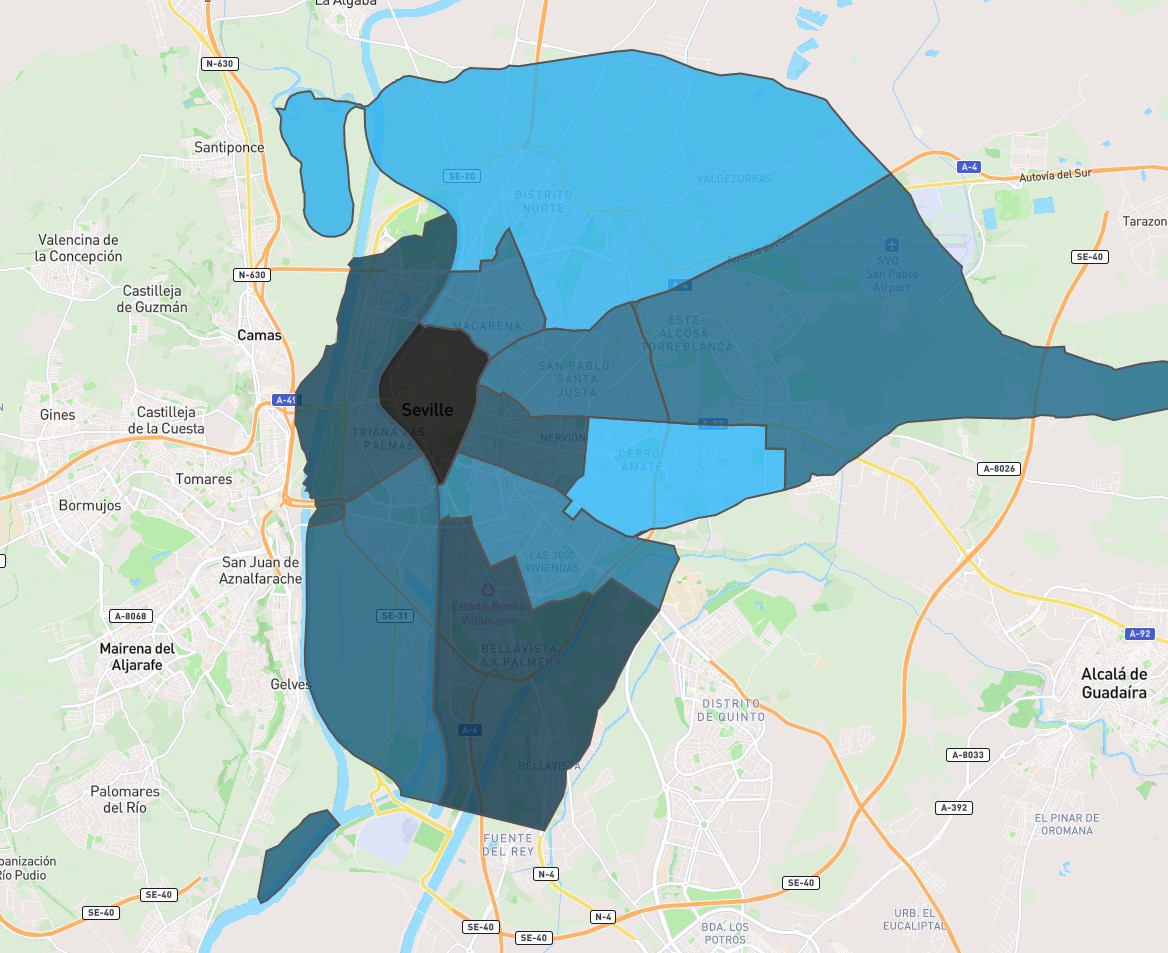 La Algaba
N-630
Santiponce
SE-20
DISTRITO
NORTE
VALDEZORRAS
A-4
Autovía del Sur
Tarazon
Valencina de
la Concepción
N-630
Autovía del Sur
SVQ -
San Pablo
Airport
SE-40
Castilleja
de Guzmán
Camas
MACARENA
ESTE-
ALCOSA-
TORREBLANCA
SAN PABLO-
SANTA
JUSTA
A-49
Gines
Castilleja
de la Cuesta
Seville
TRIANA LAS
PALMAS
NERVIÓN
CERRO-
AMATE
A-92
A-8026
Tomares
Bormujos
San Juan de
Aznalfarache
LAS 3000
VIVIENDAS
Estadio Benito
Villamarín
SE-31
A-8068
A-92
Mairena del
Aljarafe
BELLAVISTA
LA PALMERA
Gelves
Alcalá de
Guadaíra
DISTRITO
DE QUINTO
A-4
A-8033
BELLAVISTA
Palomares
del Río
A-392
EL PINAR DE
OROMANA
FUENTE
DEL REY
banización
Río Pudio
N-4
SE-40
SE-40
SE-40
N-4
SE-40
SE-40
BDA. LOS
POTROS
URB. EL
EUCALIPTAL